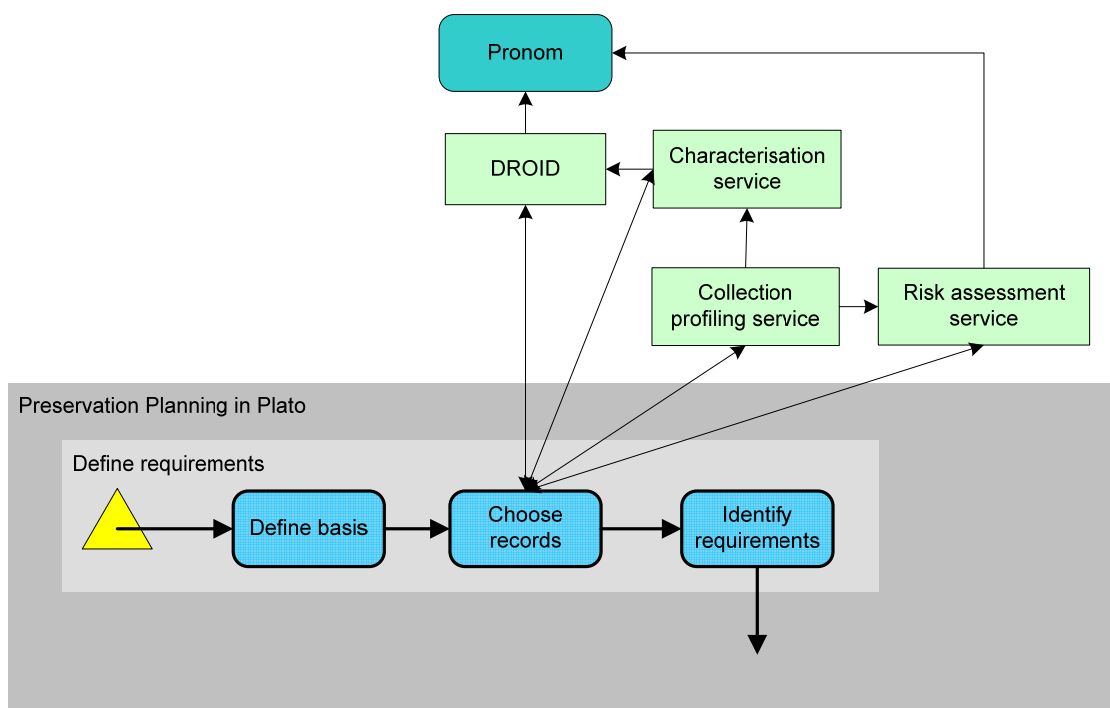 Pronom
DROID
Characterisation
service
Collection
profiling service
Risk assessment
service
Preservation Planning in Plato
Define requirements
Define basis
Choose
records
Identify
requirements